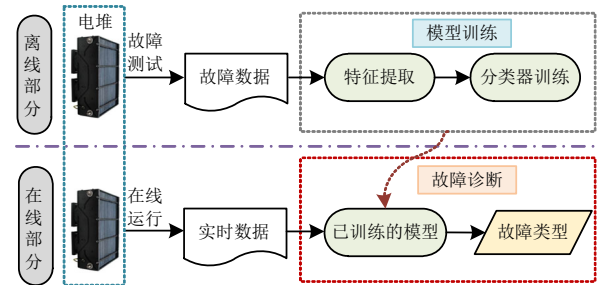 离线部分
电堆
故障
测试
故障数据
模型训练
特征提取
分类器训练
在线部分
在线
运行
实时数据
故障诊断
已训练的模型
故障类型